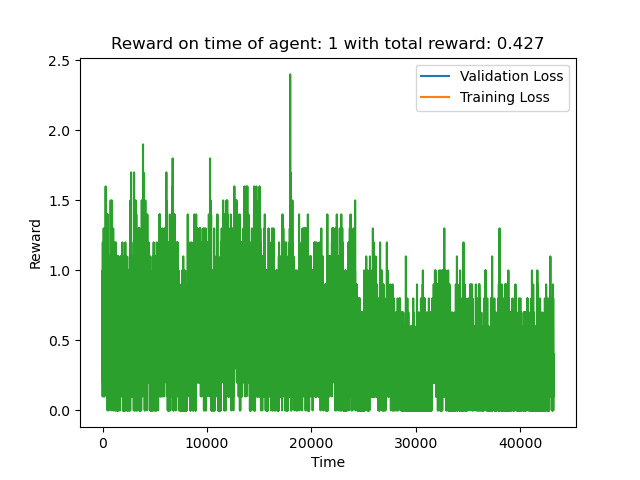 Reward on time of agent: 1 with total reward: 0.427
2.5
2.0
1.5
1.0
0.5
0.0
Reward
Validation Loss
Training Loss
0 10000 20000 30000 40000
Time